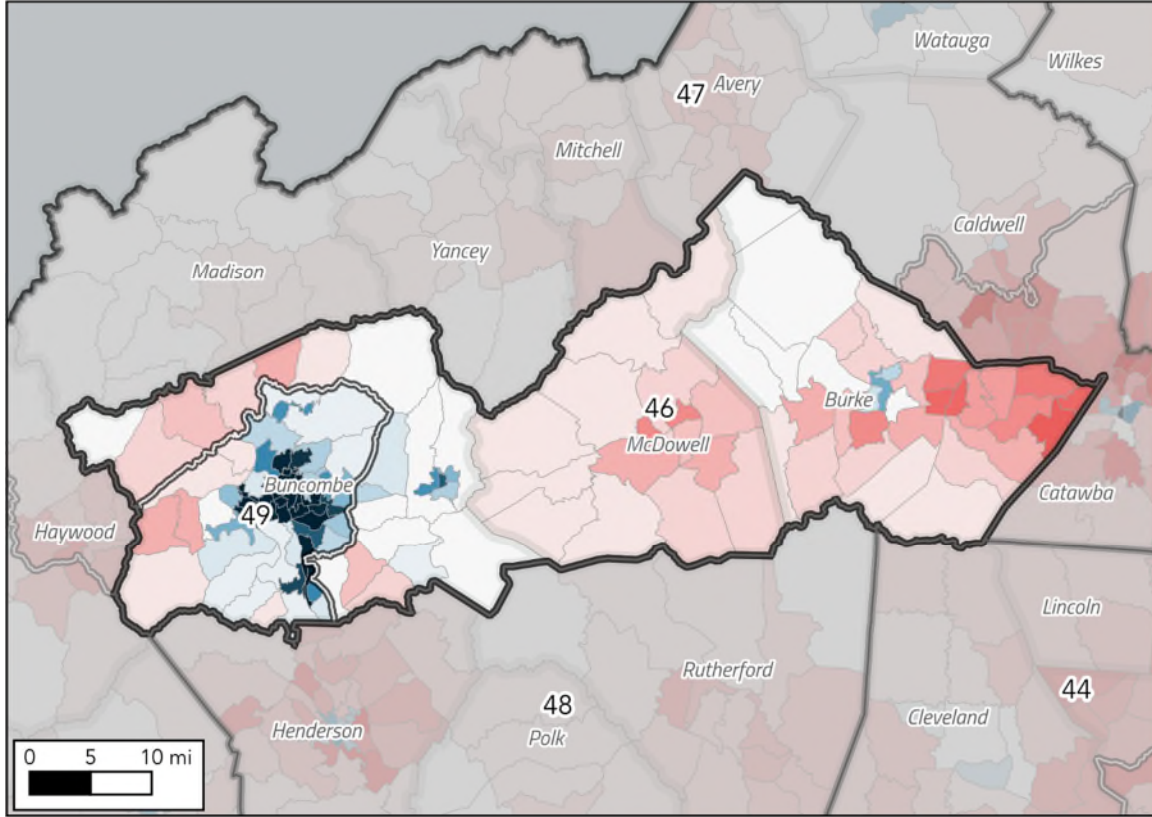 Watauga
Wilkes
47
Avery
Mitchell
Caldwell
Yancey
Madison
46
Burke
McDowell
Buncombe
49
Catawba
Haywood
Lincoln
Rutherford
44
48
Cleveland
Henderson
Polk
0 5 10 mi